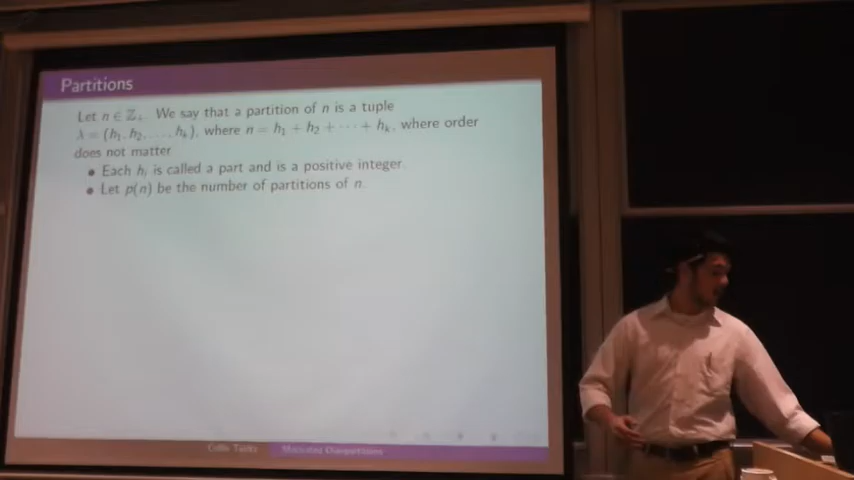 Partitions
Let n ∈ ℤ₊. We say that a partition of n is a tuple
λ = (h₁, h₂, …, hₖ), where n = h₁ + h₂ + ⋯ + hₖ, where order
does not matter.
• Each hᵢ is called a part and is a positive integer.
• Let p(n) be the number of partitions of n.